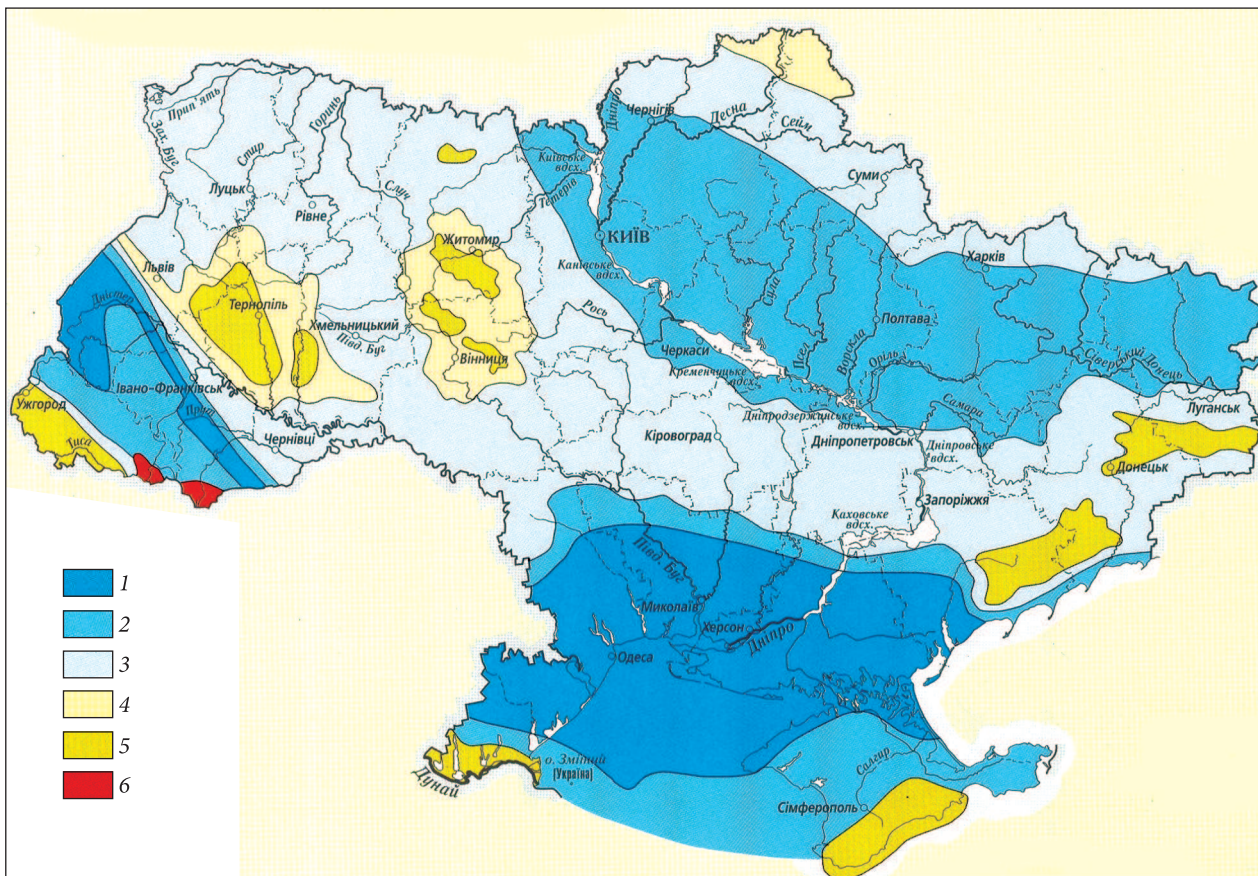 Зах. Буг
Прип'ять
Стир
Горинь
Случ
Луцьк
Рівне
Дніпро
Чернігів
Десна
Сейм
Київське
вдсх.
Тетерів
КИЇВ
Канівське
вдсх.
Суми
Харків
Житомир
Львів
Тернопіль
Дністер
Хмельницький
Півд. Буг
Вінниця
Рось
Черкаси
Кременчуцьке
вдсх.
Сула
Псел
Ворскла
Полтава
Оріль
Сіверський Донець
Самара
Луганськ
Дніпродзержинське
вдсх.
Дніпропетровськ
Дніпровське
вдсх.
Донецьк
Ужгород
Тиса
Івано-Франківськ
Прут
Чернівці
Кіровоград
Запоріжжя
Каховське
вдсх.
Півд. Буг
Миколаїв
Херсон
Дніпро
Одеса
о. Зміїний
(Україна)
Дунай
Салгир
Сімферополь
1
2
3
4
5
6